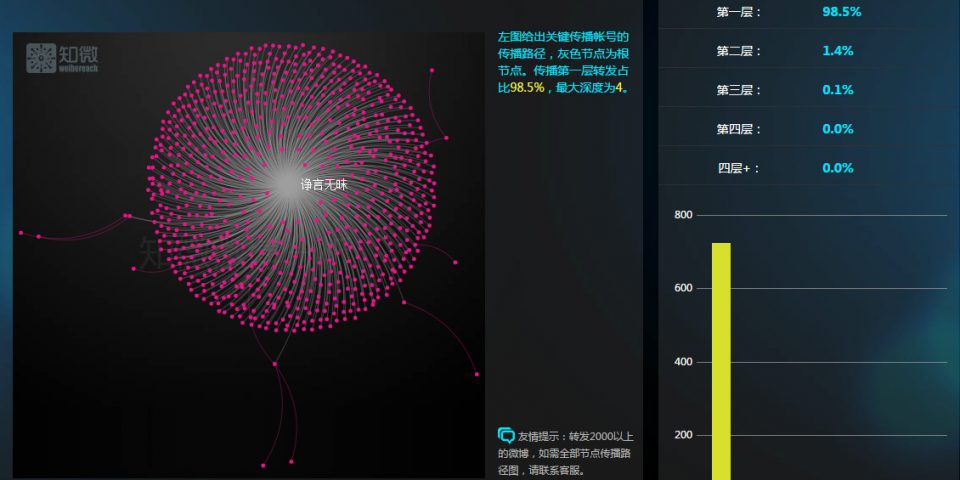 知微
weibereach
诤言无昧
知
左图给出关键传播帐号的
传播路径，灰色节点为根
节点。传播第一层转发占
比98.5%，最大深度为4。
友情提示：转发2000以上
的微博，如需全部节点传播路
径图，请联系客服。
第一层： 98.5%
第二层： 1.4%
第三层： 0.1%
第四层： 0.0%
四层+： 0.0%
800
600
400
200